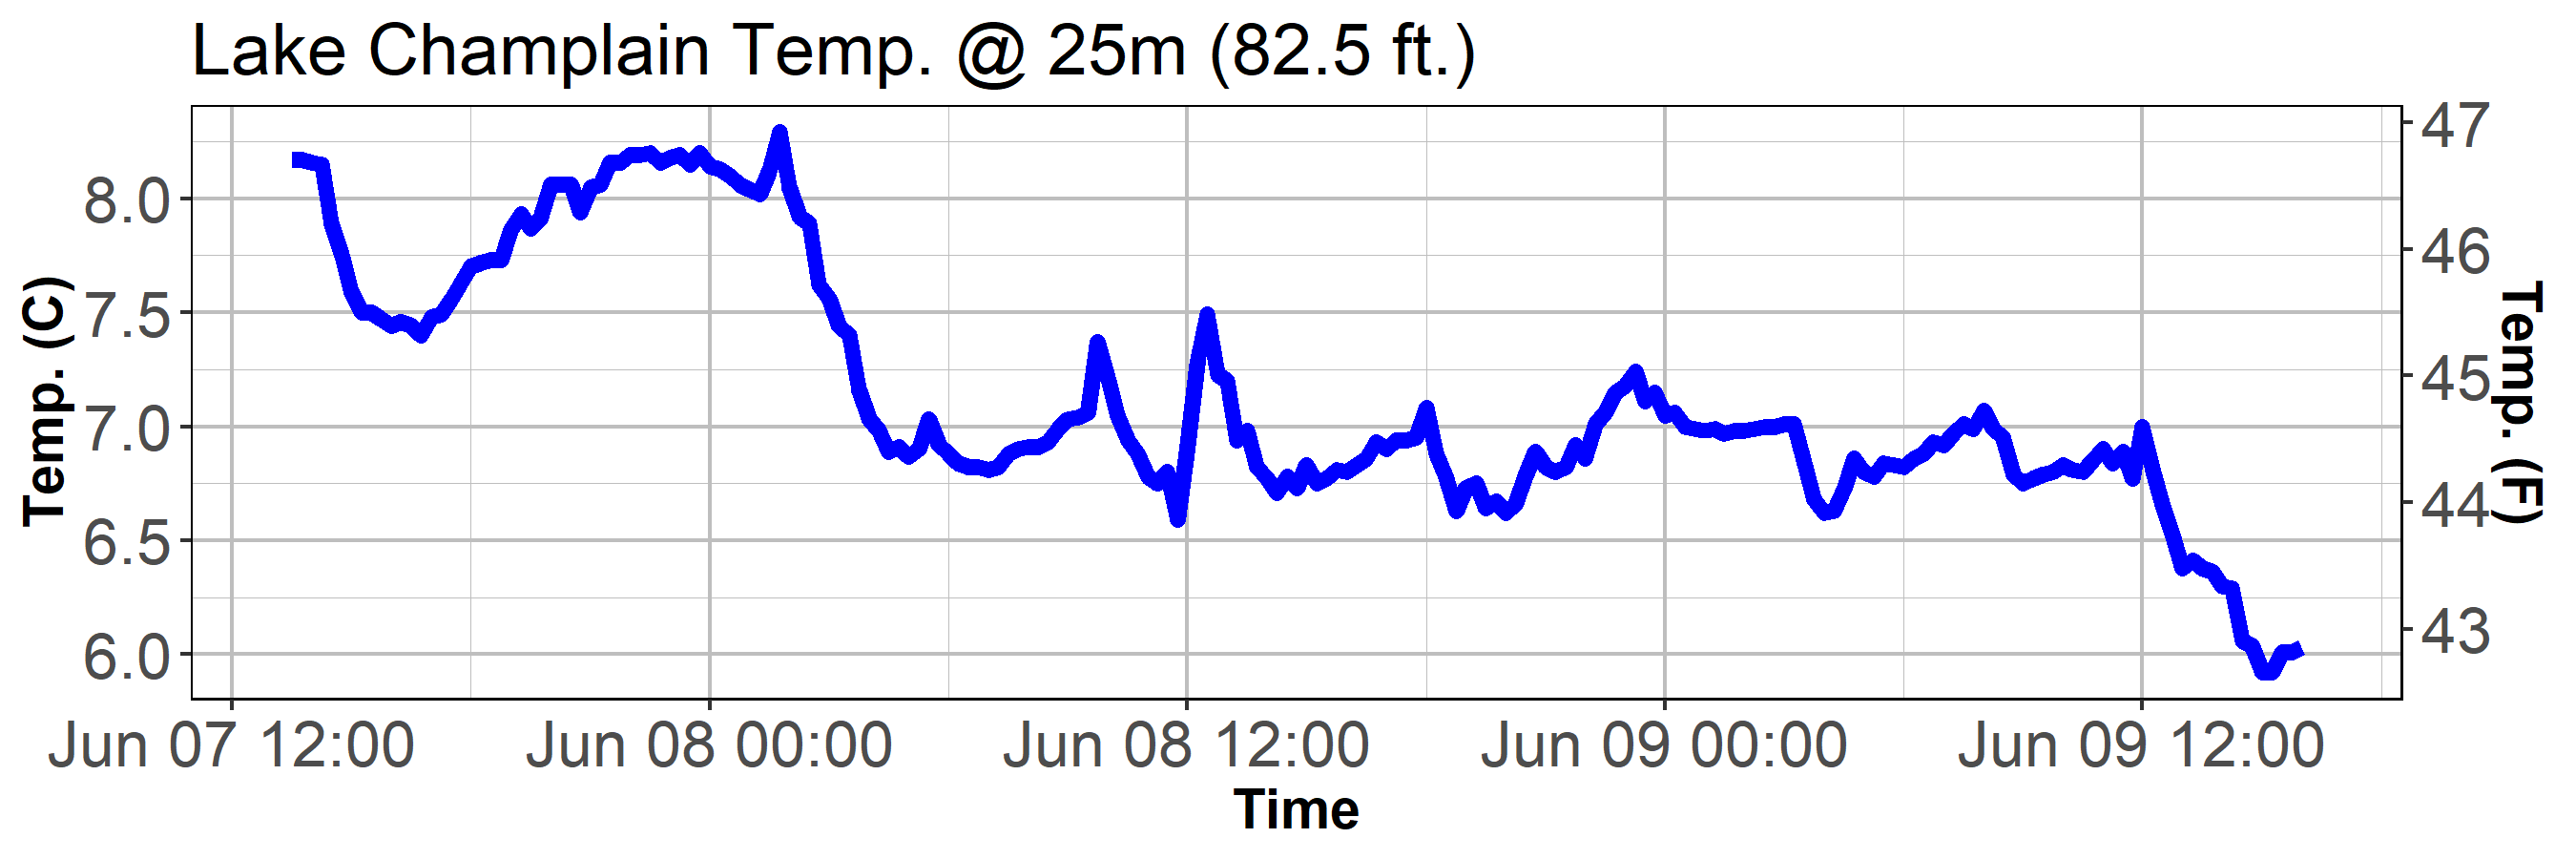 Lake Champlain Temp. @ 25m (82.5 ft.)
Temp. (C)
8.0
7.5
7.0
6.5
6.0
47
46
45
44
43
Temp. (F)
Jun 07 12:00 Jun 08 00:00 Jun 08 12:00 Jun 09 00:00 Jun 09 12:00
Time